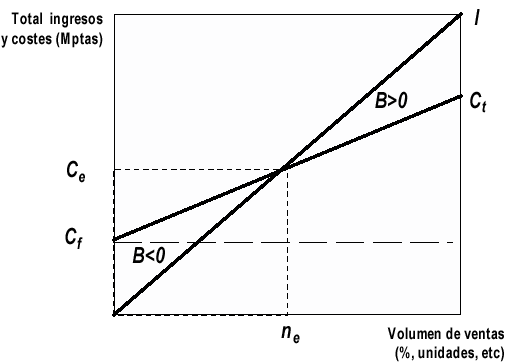 Total ingresos
y costes (Mptas)
I
B>0
Ct
Ce
Cf
B<0
ne
Volumen de ventas
(%, unidades, etc)